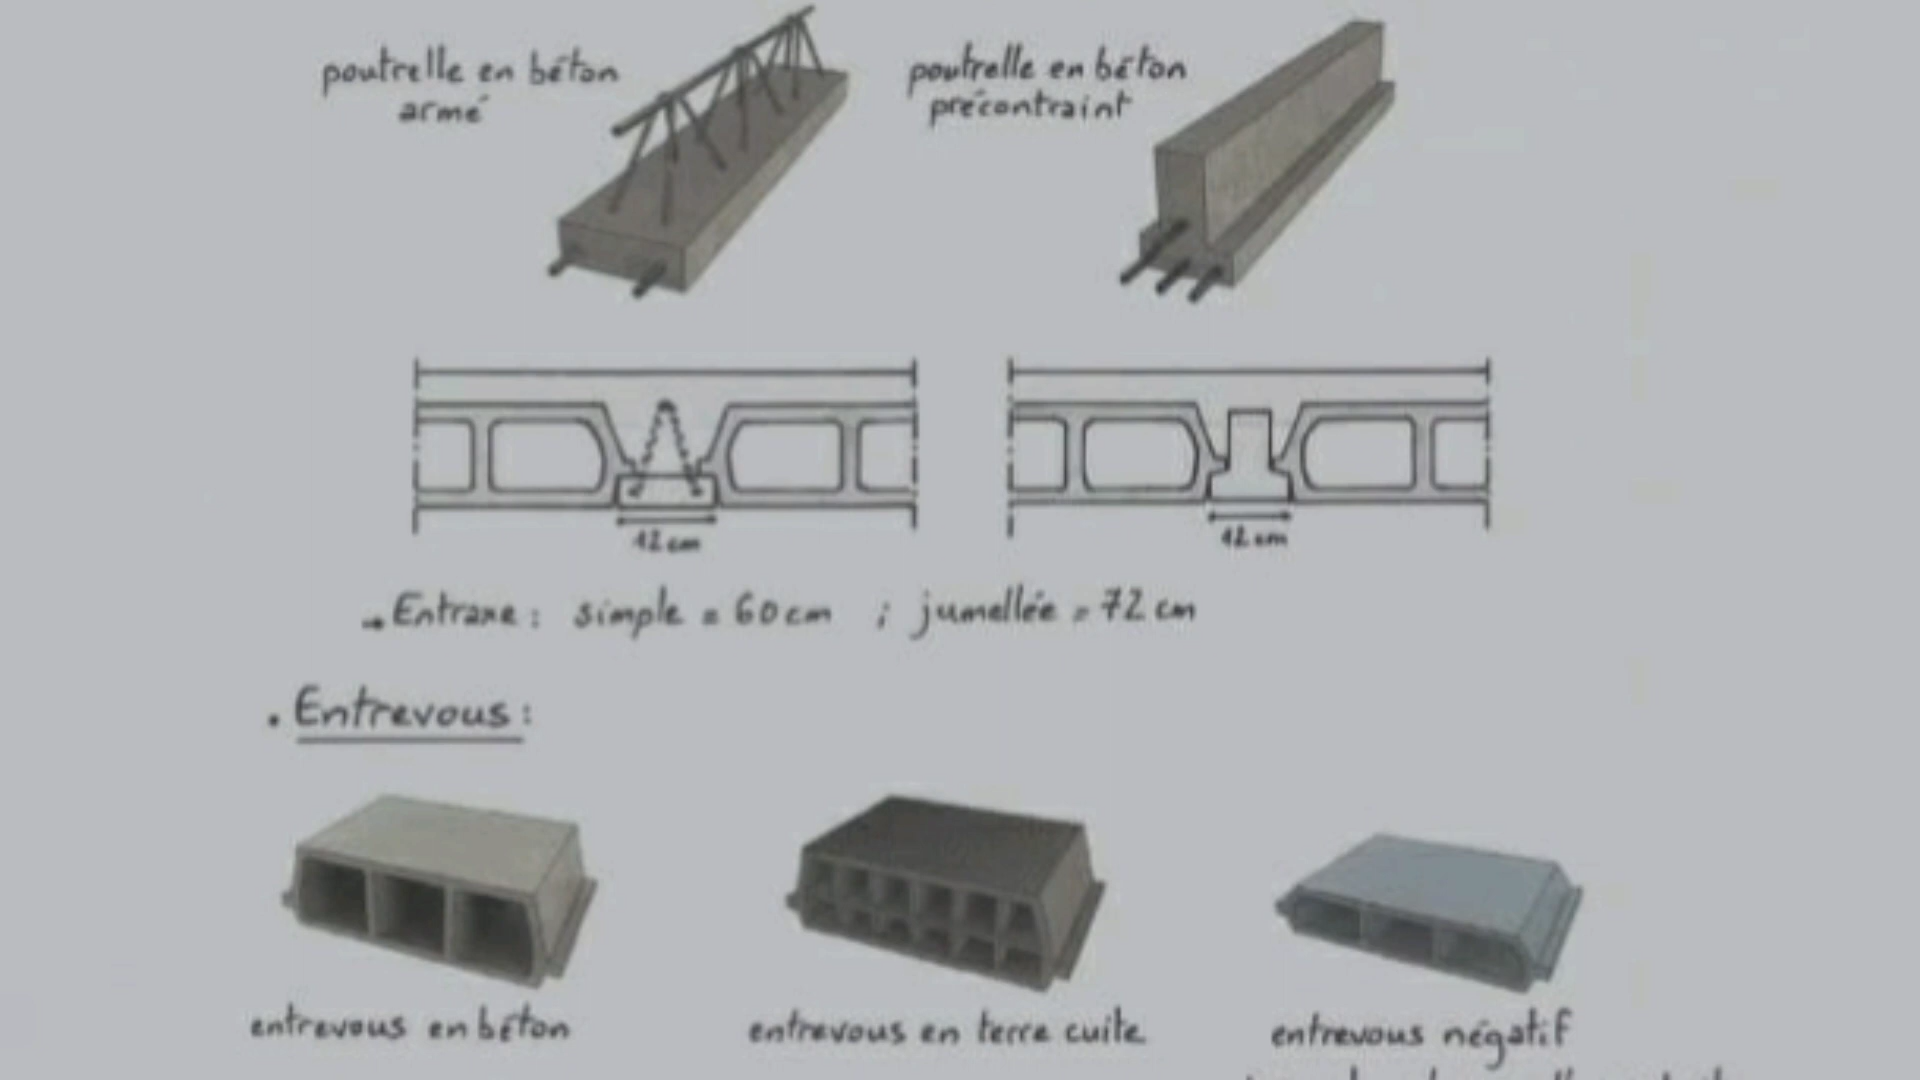 poutrelle en béton
armé
poutrelle en béton
précontraint
12 cm
12 cm
→ Entraxe : simple = 60 cm ; jumellée = 72 cm
• Entrevous :
entrevous en béton
entrevous en terre cuite
entrevous négatif